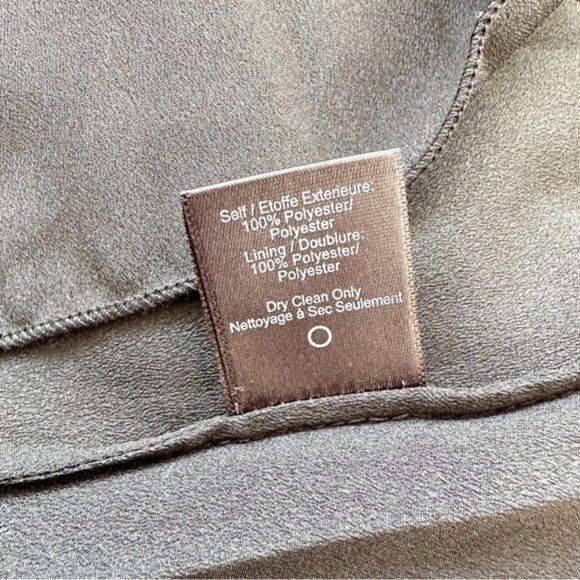 Self / Etoffe Exterieure:
100% Polyester/
Polyester
Lining / Doublure:
100% Polyester/
Polyester
Dry Clean Only
Nettoyage à Sec Seulement